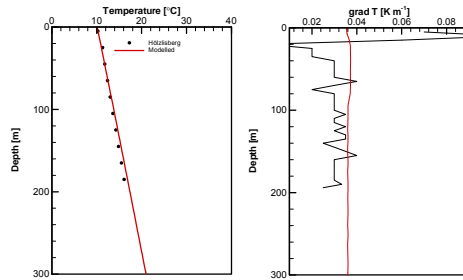 Temperature [°C]
0 10 20 30 40
0
100
200
300
Depth [m]
Hölzlisberg
Modelled
grad T [K m-1]
0.02 0.04 0.06 0.08
0
100
200
300
Depth [m]